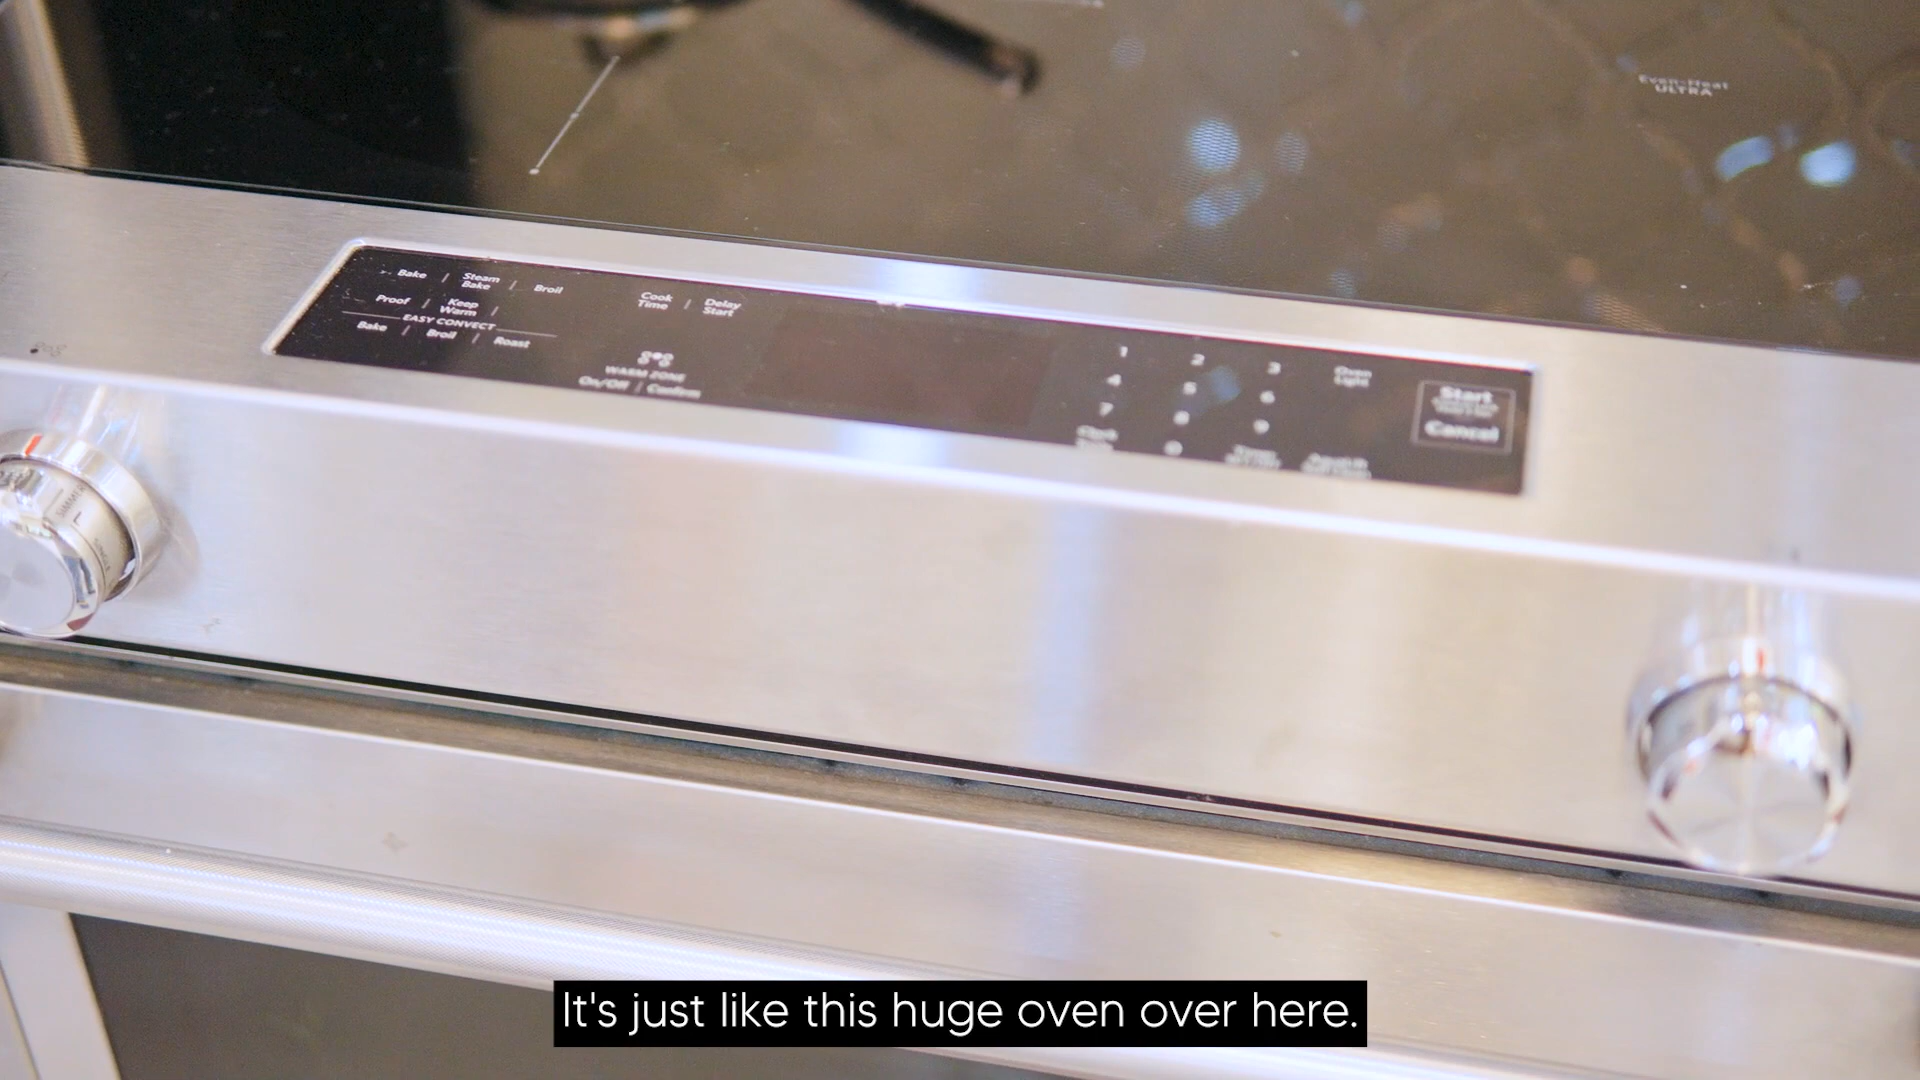 Even-Heat
ULTRA
Bake / Steam Bake / Broil
Proof / Keep Warm /
EASY CONVECT
Bake / Broil / Roast
Cook Time / Delay Start
WARM ZONE
On/Off / Confirm
1 2 3
4 5 6
7 8 9
0
Oven Light
Start
Cancel
SIMMER
It's just like this huge oven over here.